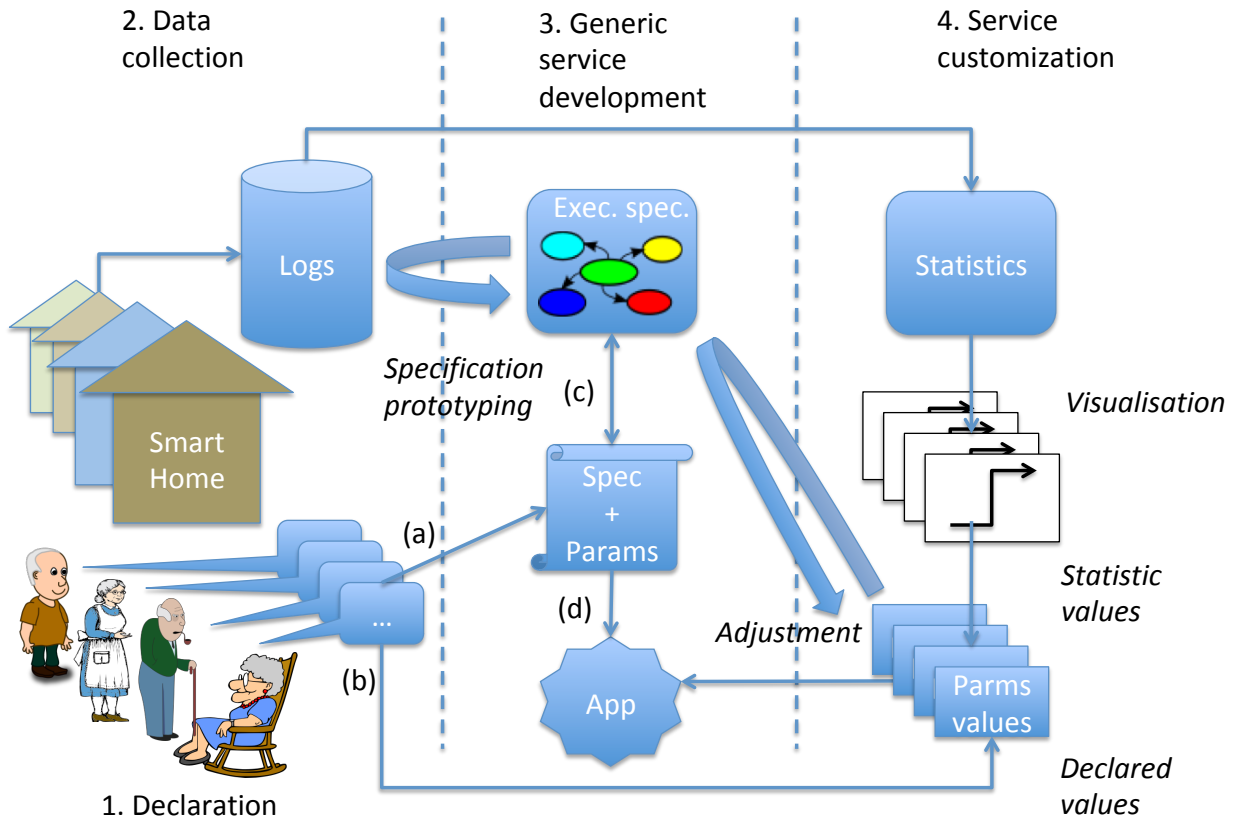 2. Data
collection
3. Generic
service
development
4. Service
customization
Logs
Exec. spec.
Statistics
Smart
Home
Specification
prototyping
(c)
Visualisation
(a)
Spec
+
Params
...
(b)
(d)
Adjustment
Statistic
values
App
Parms
values
1. Declaration
Declared
values